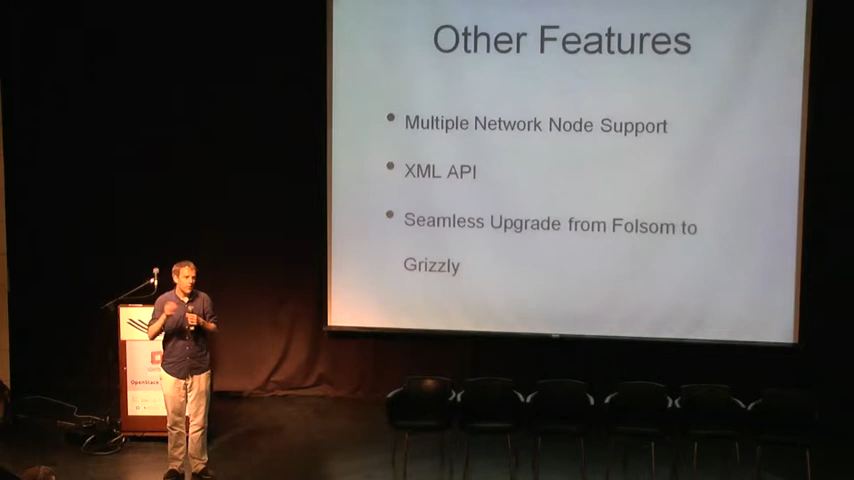 Other Features
• Multiple Network Node Support
• XML API
• Seamless Upgrade from Folsom to
Grizzly
OpenStack